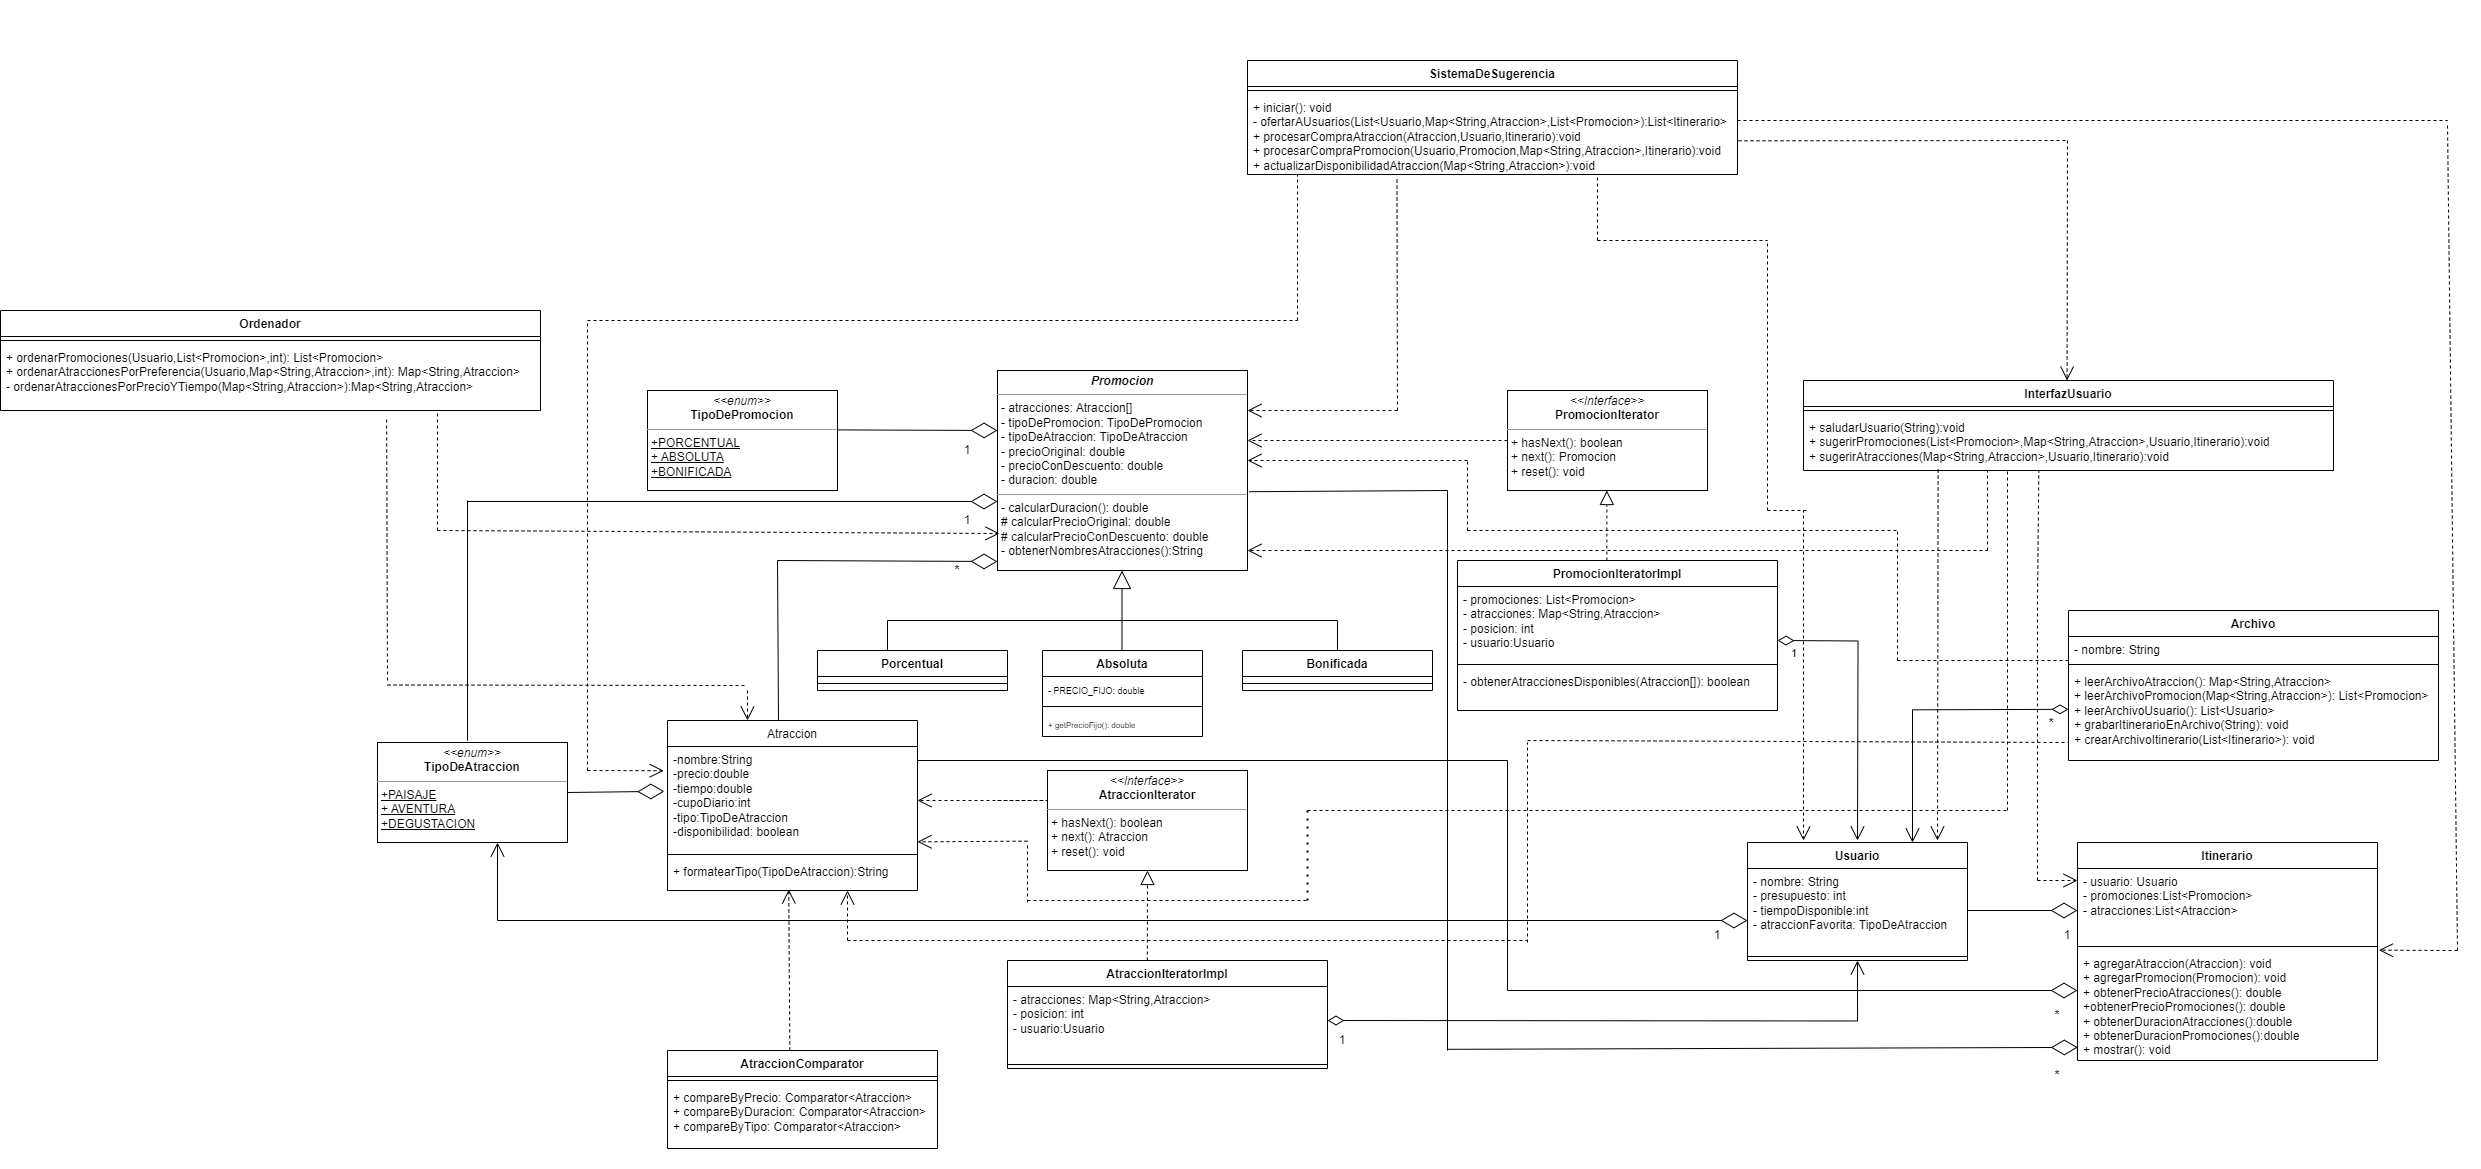 SistemaDeSugerencia
+ iniciar(): void
- ofertarAUsuarios(List<Usuario,Map<String,Atraccion>,List<Promocion>):List<Itinerario>
+ procesarCompraAtraccion(Atraccion,Usuario,Itinerario):void
+ procesarCompraPromocion(Usuario,Promocion,Map<String,Atraccion>,Itinerario):void
+ actualizarDisponibilidadAtraccion(Map<String,Atraccion>):void
Ordenador
+ ordenarPromociones(Usuario,List<Promocion>,int): List<Promocion>
+ ordenarAtraccionesPorPreferencia(Usuario,Map<String,Atraccion>,int): Map<String,Atraccion>
- ordenarAtraccionesPorPrecioYTiempo(Map<String,Atraccion>):Map<String,Atraccion>
<<enum>>
TipoDePromocion
+PORCENTUAL
+ ABSOLUTA
+BONIFICADA
1
1
*
Promocion
- atracciones: Atraccion[]
- tipoDePromocion: TipoDePromocion
- tipoDeAtraccion: TipoDeAtraccion
- precioOriginal: double
- precioConDescuento: double
- duracion: double
- calcularDuracion(): double
# calcularPrecioOriginal: double
# calcularPrecioConDescuento: double
- obtenerNombresAtracciones():String
<<Interface>>
PromocionIterator
+ hasNext(): boolean
+ next(): Promocion
+ reset(): void
InterfazUsuario
+ saludarUsuario(String):void
+ sugerirPromociones(List<Promocion>,Map<String,Atraccion>,Usuario,Itinerario):void
+ sugerirAtracciones(Map<String,Atraccion>,Usuario,Itinerario):void
PromocionIteratorImpl
- promociones: List<Promocion>
- atracciones: Map<String,Atraccion>
- posicion: int
- usuario:Usuario
- obtenerAtraccionesDisponibles(Atraccion[]): boolean
1
Archivo
- nombre: String
+ leerArchivoAtraccion(): Map<String,Atraccion>
+ leerArchivoPromocion(Map<String,Atraccion>): List<Promocion>
+ leerArchivoUsuario(): List<Usuario>
+ grabarItinerarioEnArchivo(String): void
+ crearArchivoItinerario(List<Itinerario>): void
*
Porcentual
Absoluta
- PRECIO_FIJO: double
+ getPrecioFijo(): double
Bonificada
<<enum>>
TipoDeAtraccion
+PAISAJE
+ AVENTURA
+DEGUSTACION
Atraccion
-nombre:String
-precio:double
-tiempo:double
-cupoDiario:int
-tipo:TipoDeAtraccion
-disponibilidad: boolean
+ formatearTipo(TipoDeAtraccion):String
<<Interface>>
AtraccionIterator
+ hasNext(): boolean
+ next(): Atraccion
+ reset(): void
Usuario
- nombre: String
- presupuesto: int
- tiempoDisponible:int
- atraccionFavorita: TipoDeAtraccion
1
Itinerario
- usuario: Usuario
- promociones:List<Promocion>
- atracciones:List<Atraccion>
+ agregarAtraccion(Atraccion): void
+ agregarPromocion(Promocion): void
+ obtenerPrecioAtracciones(): double
+obtenerPrecioPromociones(): double
+ obtenerDuracionAtracciones():double
+ obtenerDuracionPromociones():double
+ mostrar(): void
1
*
*
AtraccionIteratorImpl
- atracciones: Map<String,Atraccion>
- posicion: int
- usuario:Usuario
1
AtraccionComparator
+ compareByPrecio: Comparator<Atraccion>
+ compareByDuracion: Comparator<Atraccion>
+ compareByTipo: Comparator<Atraccion>